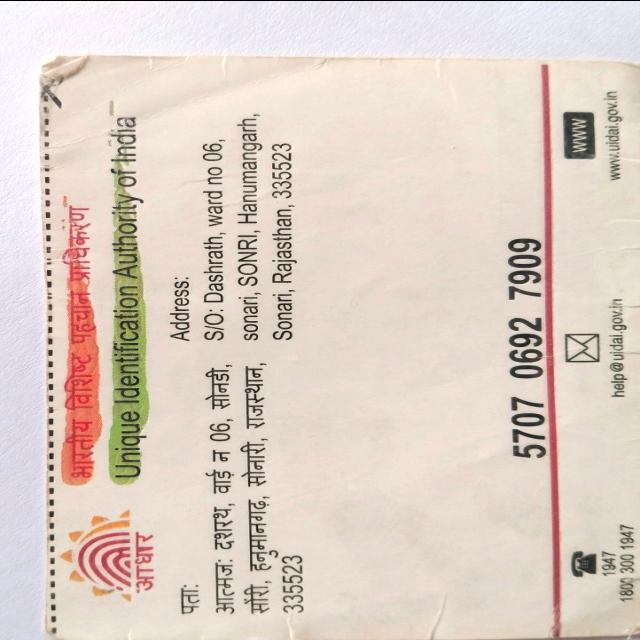 भारतीय विशिष्ट पहचान प्राधिकरण
Unique Identification Authority of India
आधार
पता:
आत्मज: दशरथ, वार्ड न 06, सोनडी,
सोंरी, हनुमानगढ़, सोनारी, राजस्थान,
335523
Address:
S/O: Dashrath, ward no 06,
sonari, SONRI, Hanumangarh,
Sonari, Rajasthan, 335523
5707 0692 7909
1947
1800 300 1947
help@uidai.gov.in
WWW
www.uidai.gov.in